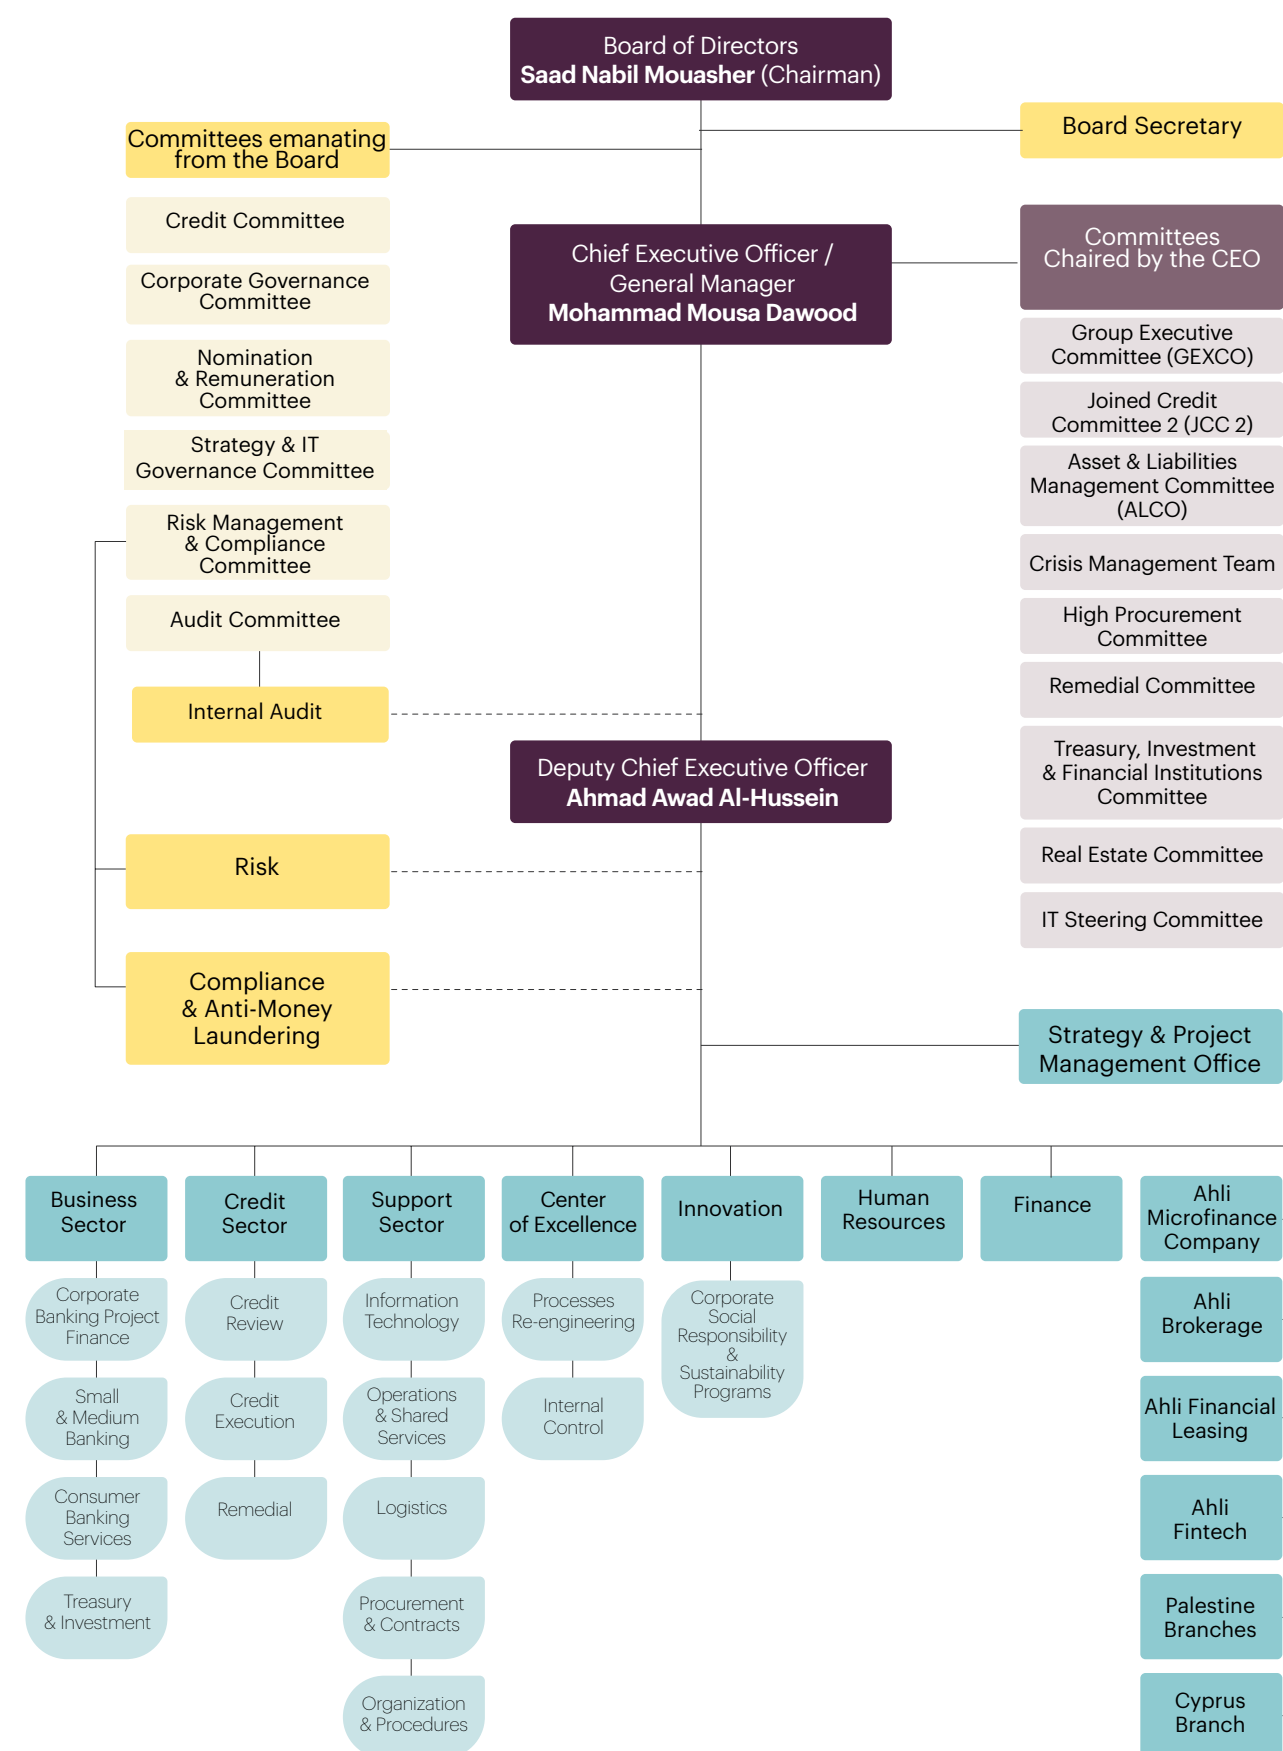 Board of Directors
Saad Nabil Mouasher (Chairman)
Board Secretary
Committees emanating
from the Board
Credit Committee
Corporate Governance
Committee
Nomination
& Remuneration
Committee
Strategy & IT
Governance Committee
Risk Management
& Compliance
Committee
Audit Committee
Internal Audit
Risk
Compliance
& Anti-Money
Laundering
Chief Executive Officer /
General Manager
Mohammad Mousa Dawood
Deputy Chief Executive Officer
Ahmad Awad Al-Hussein
Committees
Chaired by the CEO
Group Executive
Committee (GEXCO)
Joined Credit
Committee 2 (JCC 2)
Asset & Liabilities
Management Committee
(ALCO)
Crisis Management Team
High Procurement
Committee
Remedial Committee
Treasury, Investment
& Financial Institutions
Committee
Real Estate Committee
IT Steering Committee
Strategy & Project
Management Office
Business
Sector
Corporate
Banking Project
Finance
Small
& Medium
Banking
Consumer
Banking
Services
Treasury
& Investment
Credit
Sector
Credit
Review
Credit
Execution
Remedial
Support
Sector
Information
Technology
Operations
& Shared
Services
Logistics
Procurement
& Contracts
Organization
& Procedures
Center
of Excellence
Processes
Re-engineering
Internal
Control
Innovation
Corporate
Social
Responsibility
&
Sustainability
Programs
Human
Resources
Finance
Ahli
Microfinance
Company
Ahli
Brokerage
Ahli Financial
Leasing
Ahli
Fintech
Palestine
Branches
Cyprus
Branch